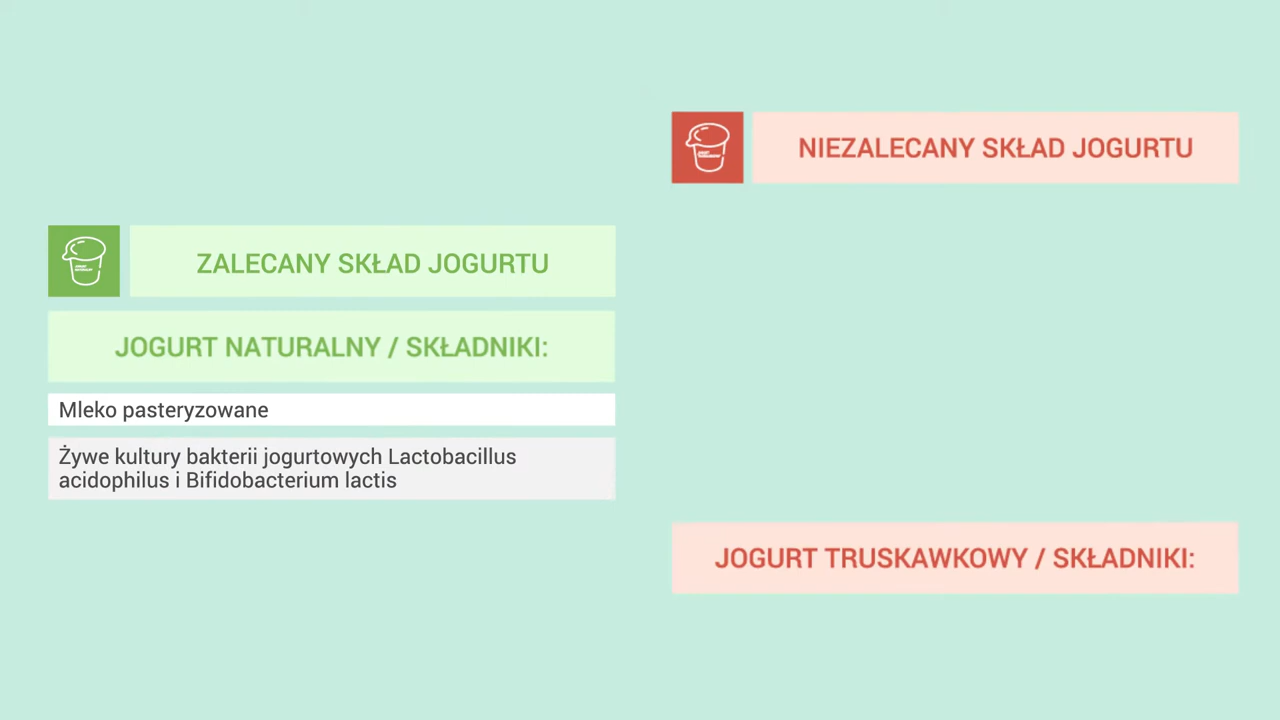 ZALECANY SKŁAD JOGURTU
JOGURT NATURALNY / SKŁADNIKI:
Mleko pasteryzowane
Żywe kultury bakterii jogurtowych Lactobacillus
acidophilus i Bifidobacterium lactis
NIEZALECANY SKŁAD JOGURTU
JOGURT TRUSKAWKOWY / SKŁADNIKI: